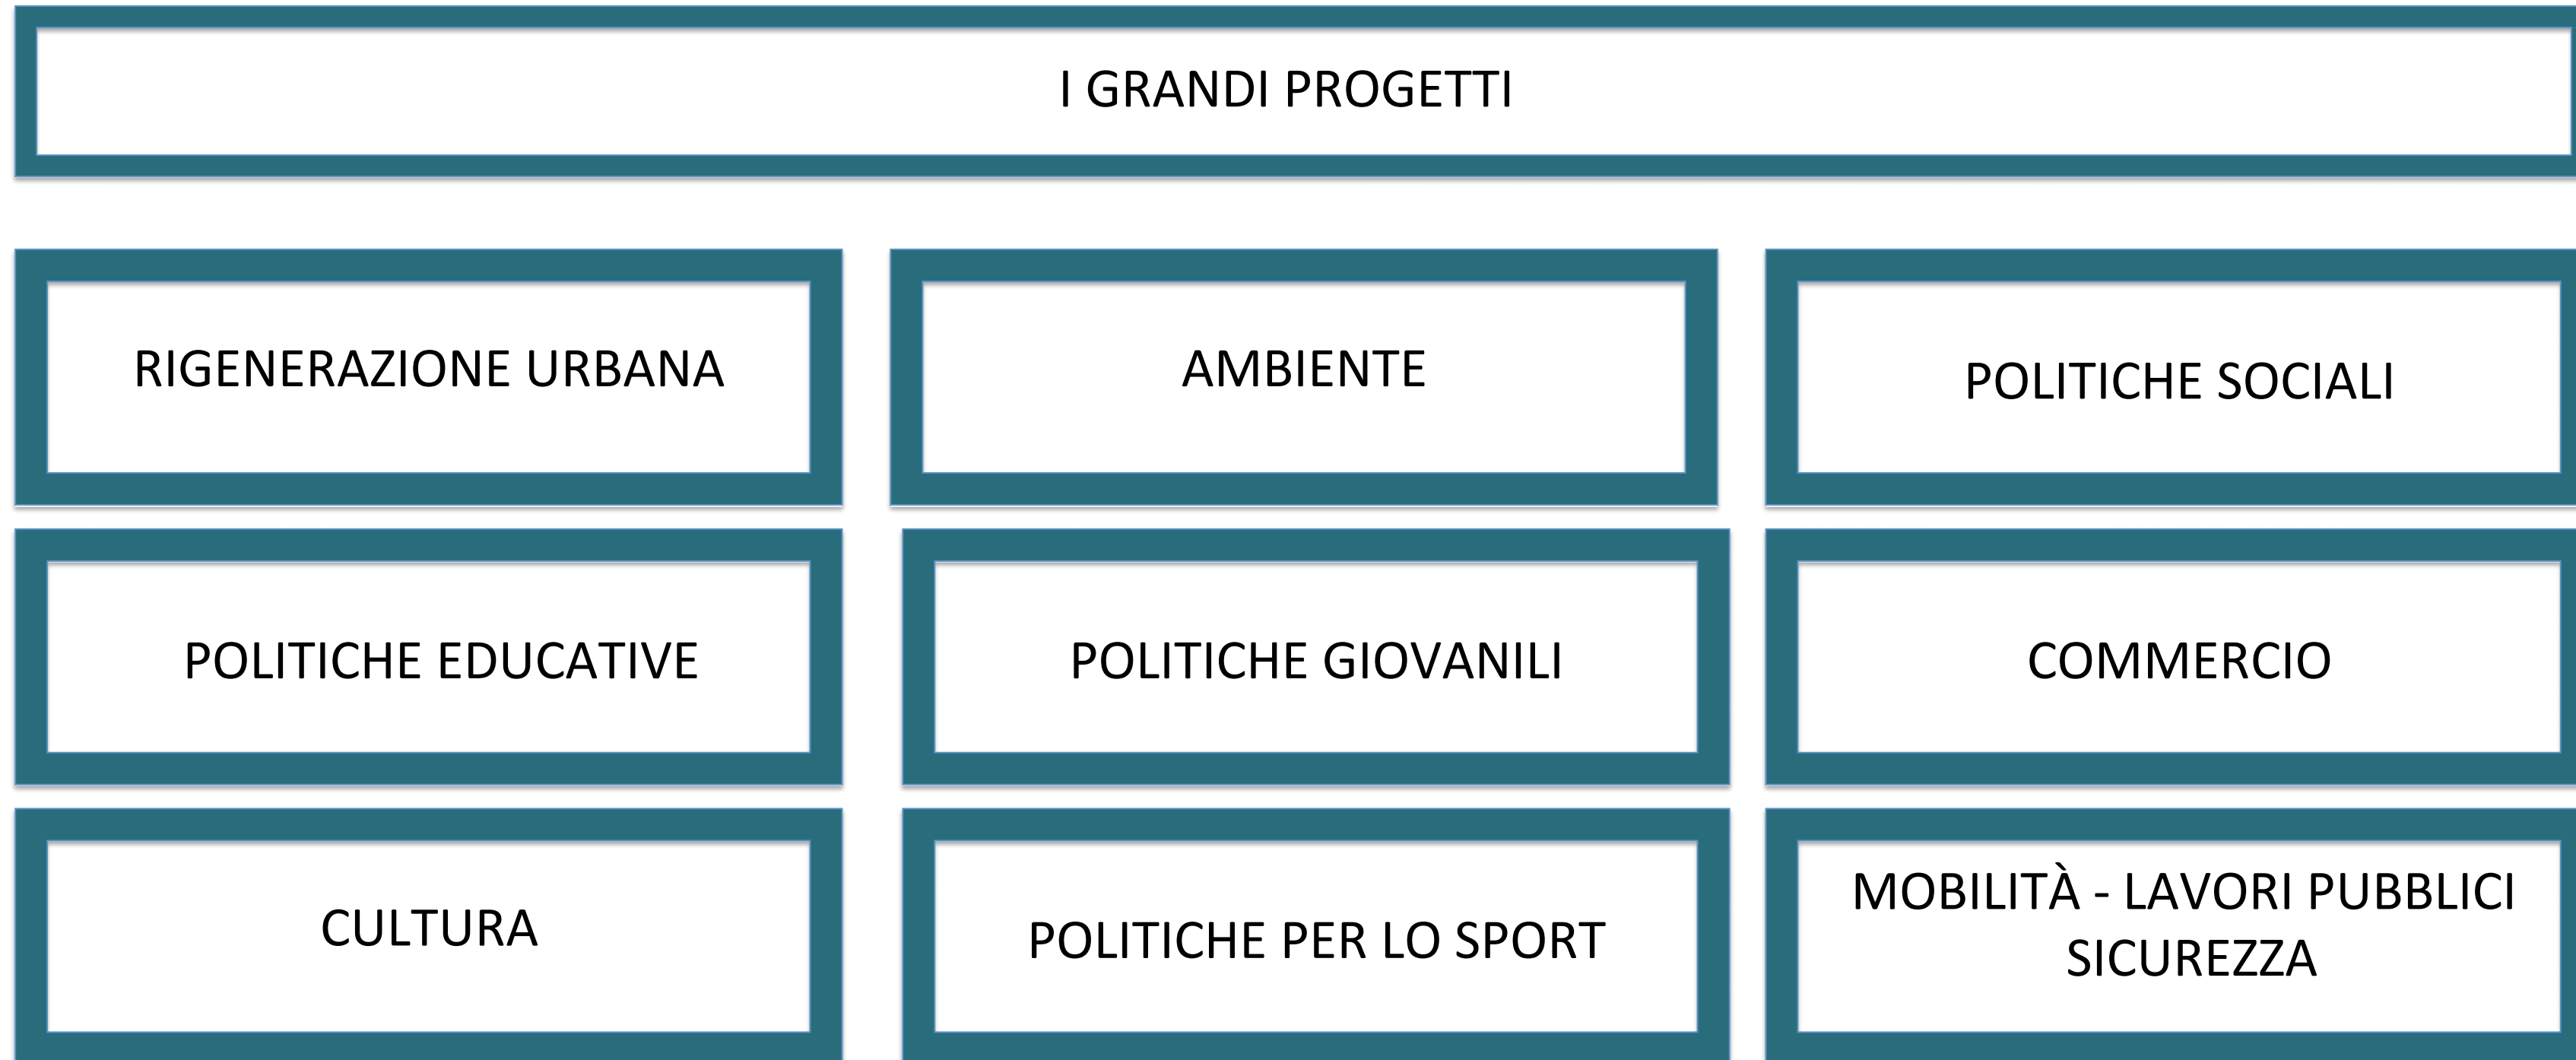 I GRANDI PROGETTI
RIGENERAZIONE URBANA
AMBIENTE
POLITICHE SOCIALI
POLITICHE EDUCATIVE
POLITICHE GIOVANILI
COMMERCIO
CULTURA
POLITICHE PER LO SPORT
MOBILITÀ - LAVORI PUBBLICI
SICUREZZA